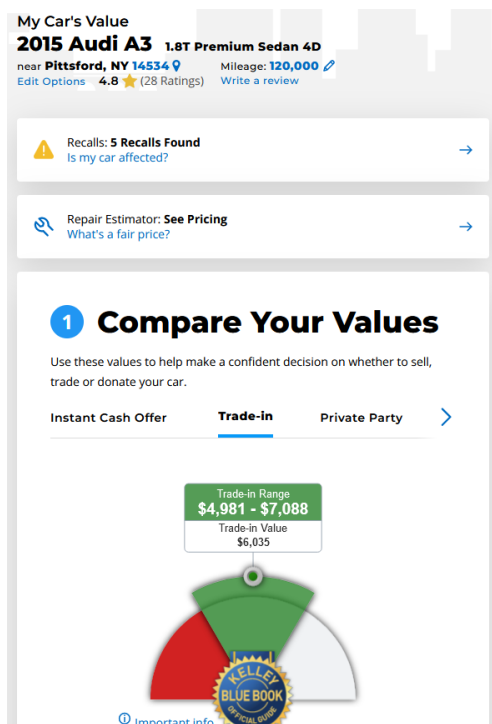 My Car's Value
2015 Audi A3 1.8T Premium Sedan 4D
near Pittsford, NY 14534 Mileage: 120,000
Edit Options 4.8 (28 Ratings) Write a review
Recalls: 5 Recalls Found
Is my car affected?
Repair Estimator: See Pricing
What's a fair price?
1 Compare Your Values
Use these values to help make a confident decision on whether to sell,
trade or donate your car.
Instant Cash Offer Trade-in Private Party
Trade-in Range
$4,981 - $7,088
Trade-in Value
$6,035
KELLEY
BLUE BOOK
OFFICIAL GUIDE
Important info